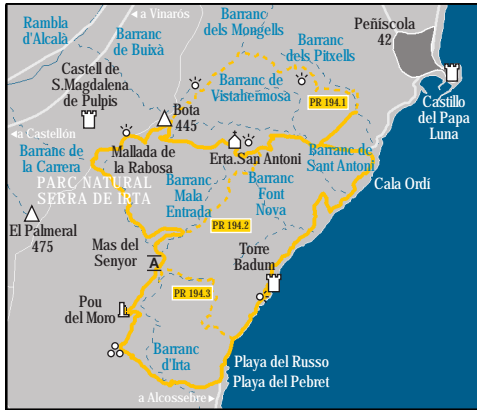 a Vinarós
Rambla
d'Alcalà
Barranc
de Buixà
Barranc
dels Mongells
Peñiscola
42
Barranc
dels Pitxells
Castell de
S.Magdalena
de Pulpis
Barranc de
Vistahermosa
PR 194.1
Castillo
del Papa
Luna
Bota
445
a Castellón
Barranc de
la Carrera
Mallada de
la Rabosa
Erta.San Antoni
Barranc de
Sant Antoni
Cala Ordí
PARC NATURAL
SERRA DE IRTA
Barranc
Mala
Entrada
Barranc
Font
Nova
El Palmeral
475
PR 194.2
Mas del
Senyor
A
Torre
Badum
PR 194.3
Pou
del Moro
Barranc
d'Irta
Playa del Russo
Playa del Pebret
a Alcossebre